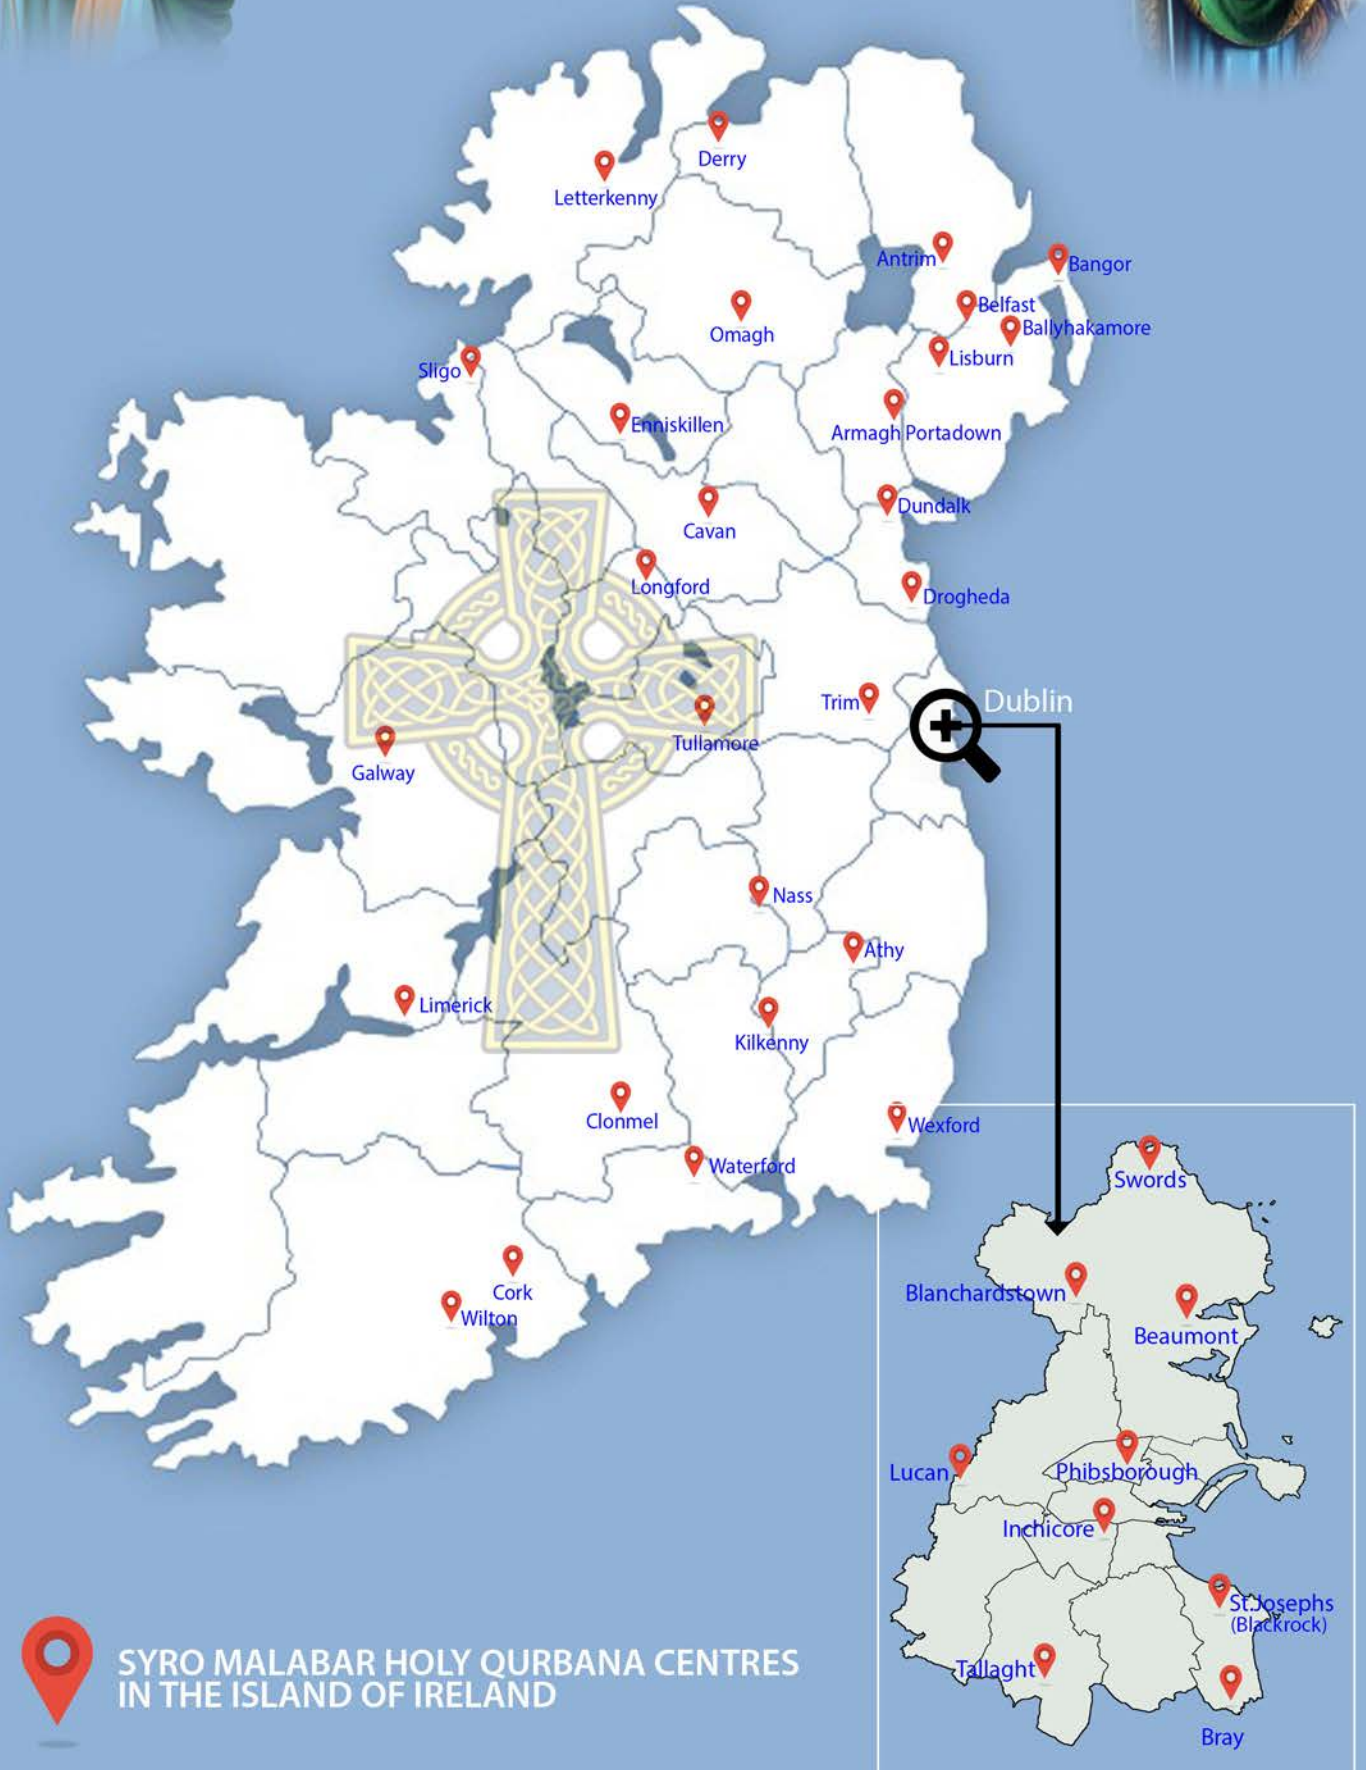 Derry
Letterkenny
Antrim
Bangor
Belfast
Omagh
Ballyhakamore
Lisburn
Sligo
Enniskillen
Armagh Portadown
Dundalk
Cavan
Longford
Drogheda
Trim
Dublin
Tullamore
Galway
Nass
Athy
Limerick
Kilkenny
Clonmel
Wexford
Waterford
Swords
Cork
Blanchardstown
Wilton
Beaumont
Lucan
Phibsborough
Inchicore
St.Josephs
(Blackrock)
Tallaght
Bray
SYRO MALABAR HOLY QURBANA CENTRES
IN THE ISLAND OF IRELAND